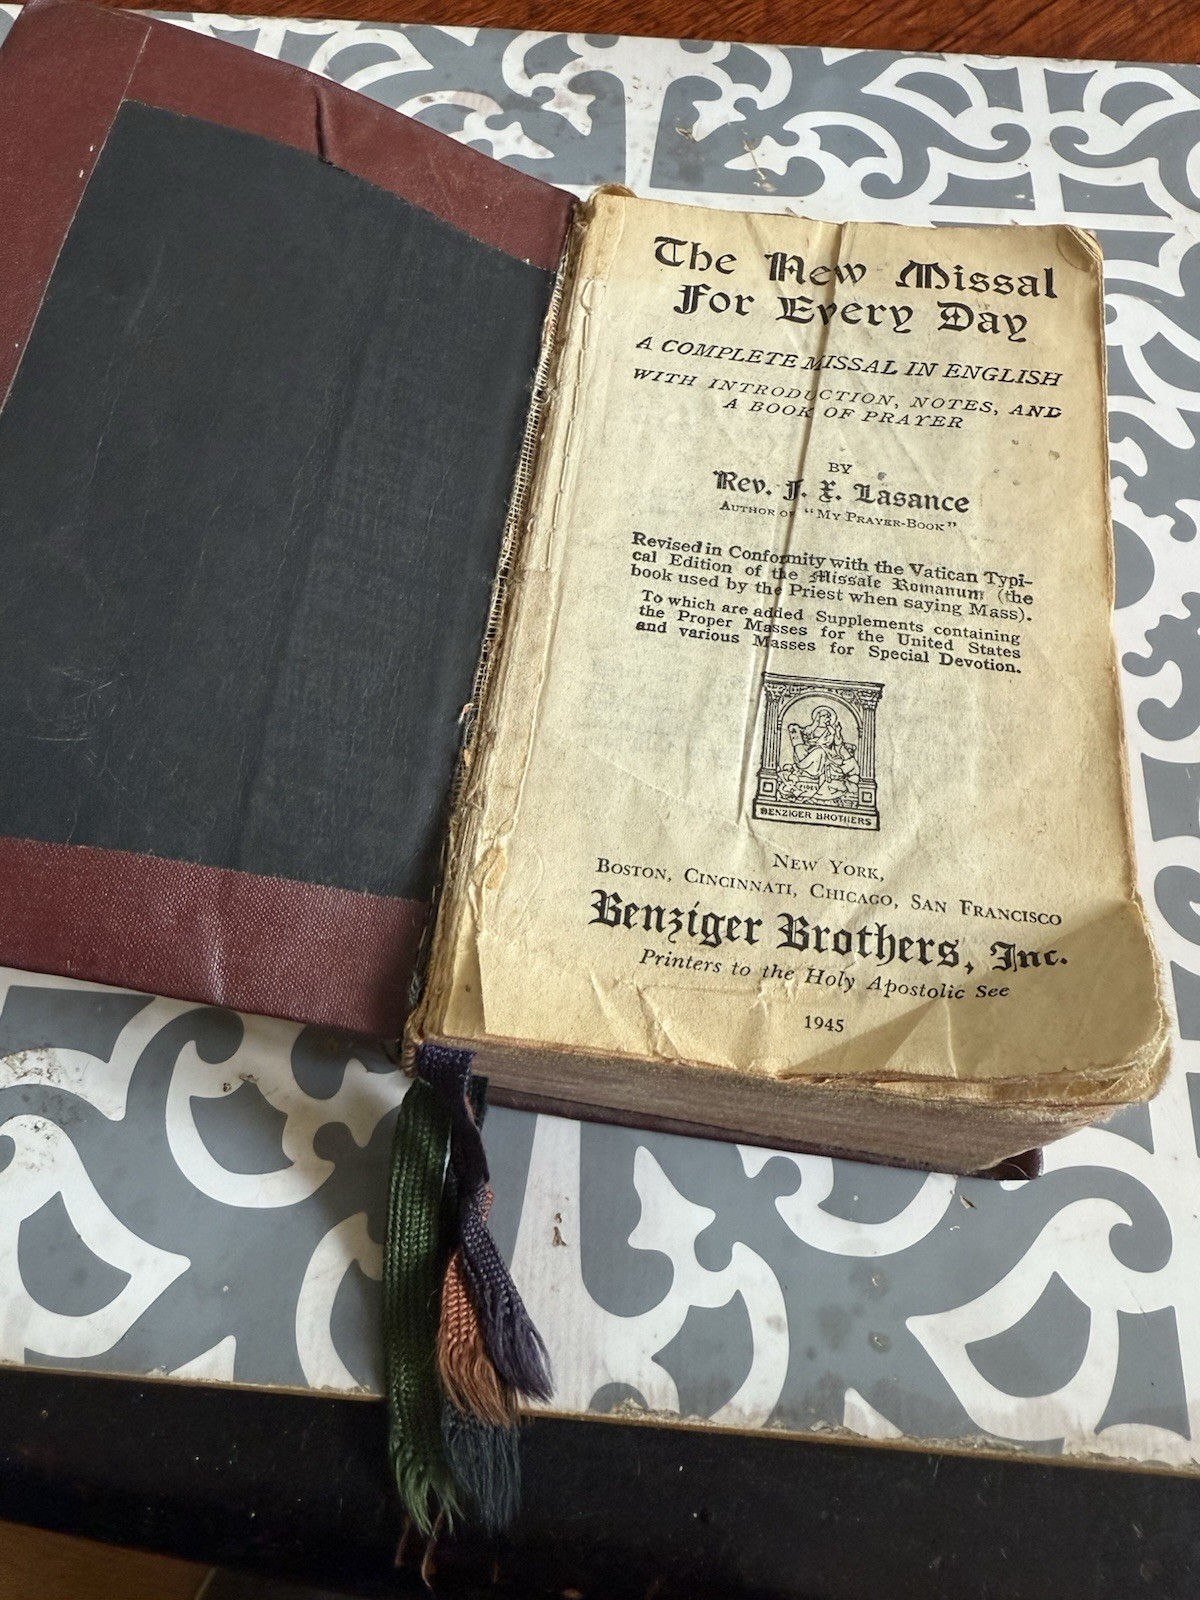 The New Missal
For Every Day
A COMPLETE MISSAL IN ENGLISH
WITH INTRODUCTION, NOTES, AND
A BOOK OF PRAYER
BY
Rev. F. X. Lasance
AUTHOR OF "MY PRAYER-BOOK"
Revised in Conformity with the Vatican Typi-
cal Edition of the Missale Romanum (the
book used by the Priest when saying Mass).
To which are added Supplements containing
the Proper Masses for the United States
and various Masses for Special Devotion.
FIDES
BENZIGER BROTHERS
NEW YORK,
BOSTON, CINCINNATI, CHICAGO, SAN FRANCISCO
Benziger Brothers, Inc.
Printers to the Holy Apostolic See
1945